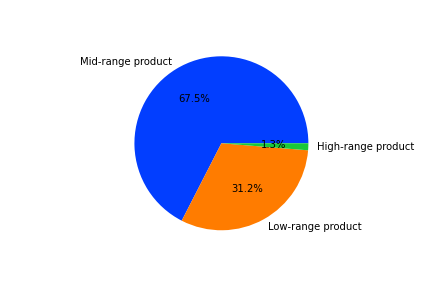 Mid-range product
67.5%
1.3%
High-range product
31.2%
Low-range product